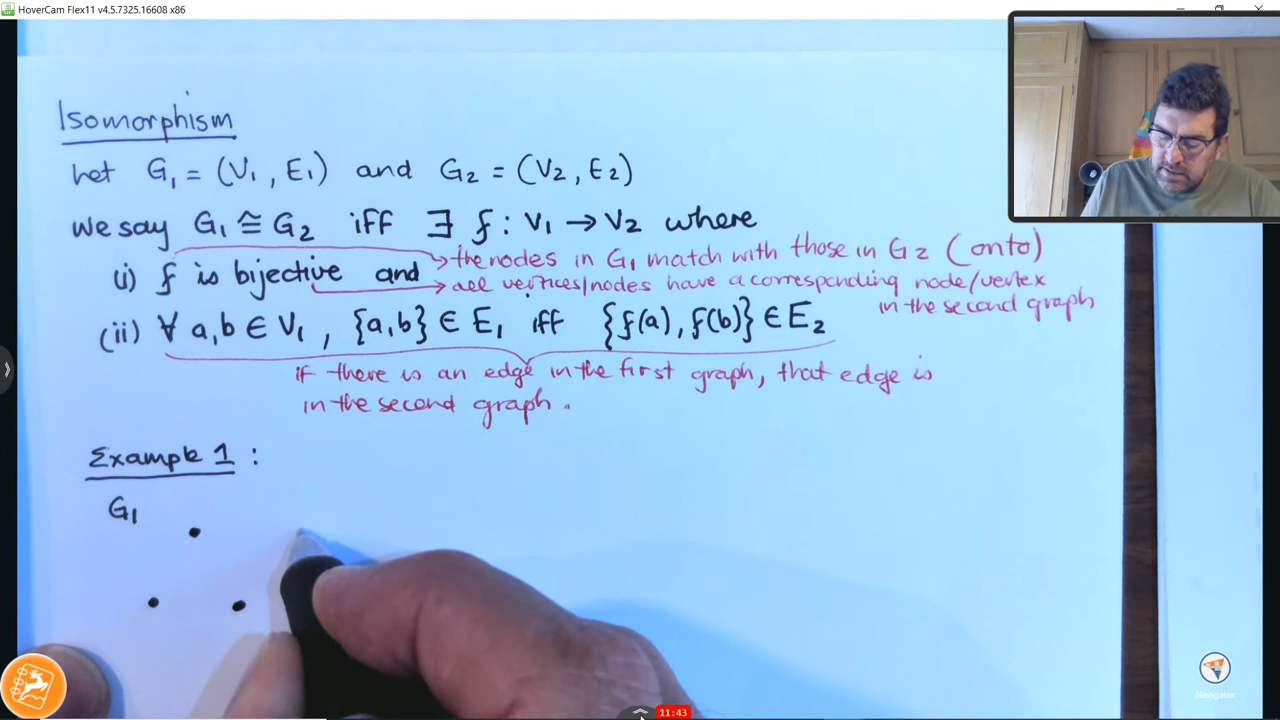 HoverCam Flex11 v4.5.7325.16608 x86
Isomorphism
Let G₁ = (V₁, E₁) and G₂ = (V₂, E₂)
We say G₁ ≅ G₂ iff ∃ f : V₁ → V₂ where
(i) f is bijective and
→ the nodes in G₁ match with those in G₂ (onto)
→ all vertices/nodes have a corresponding node/vertex
in the second graph
(ii) ∀ a,b ∈ V₁, {a,b} ∈ E₁ iff {f(a), f(b)} ∈ E₂
if there is an edge in the first graph, that edge is
in the second graph.
Example 1 :
G₁
Navigator
11:43